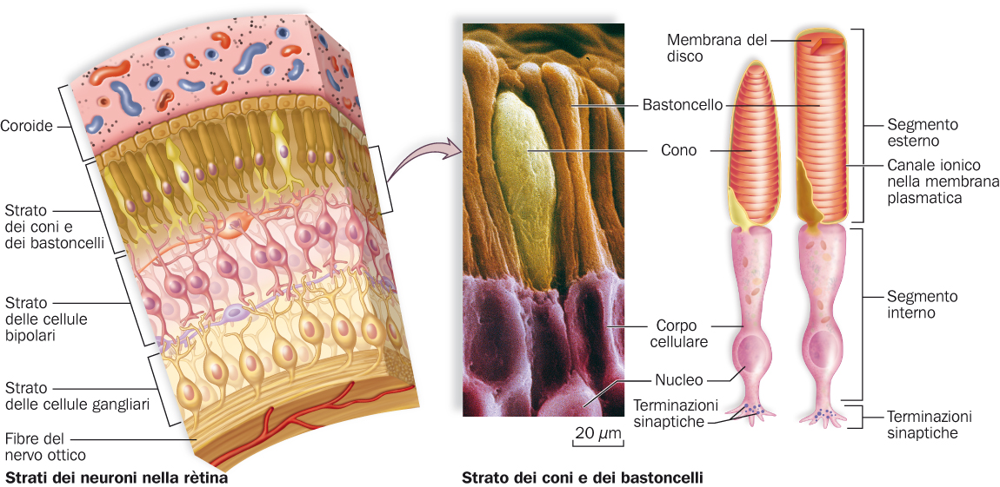 Coroide
Strato
dei coni e
dei bastoncelli
Strato
delle cellule
bipolari
Strato
delle cellule gangliari
Fibre del
nervo ottico
Strati dei neuroni nella rètina
Membrana del
disco
Bastoncello
Cono
Corpo
cellulare
Nucleo
Terminazioni
sinaptiche
20 µm
Strato dei coni e dei bastoncelli
Segmento
esterno
Canale ionico
nella membrana
plasmatica
Segmento
interno
Terminazioni
sinaptiche